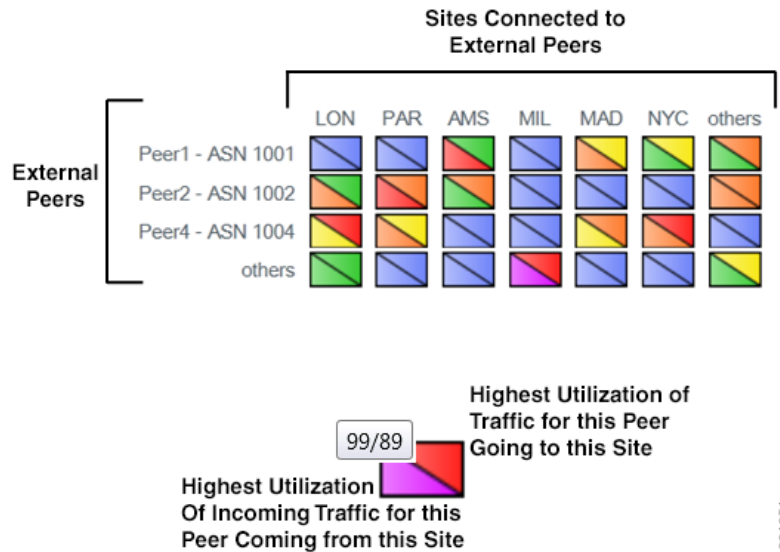 Sites Connected to
External Peers
LON PAR AMS MIL MAD NYC others
Peer1 - ASN 1001
External
Peers
Peer2 - ASN 1002
Peer4 - ASN 1004
others
Highest Utilization of
Traffic for this Peer
Going to this Site
99/89
Highest Utilization
Of Incoming Traffic for this
Peer Coming from this Site